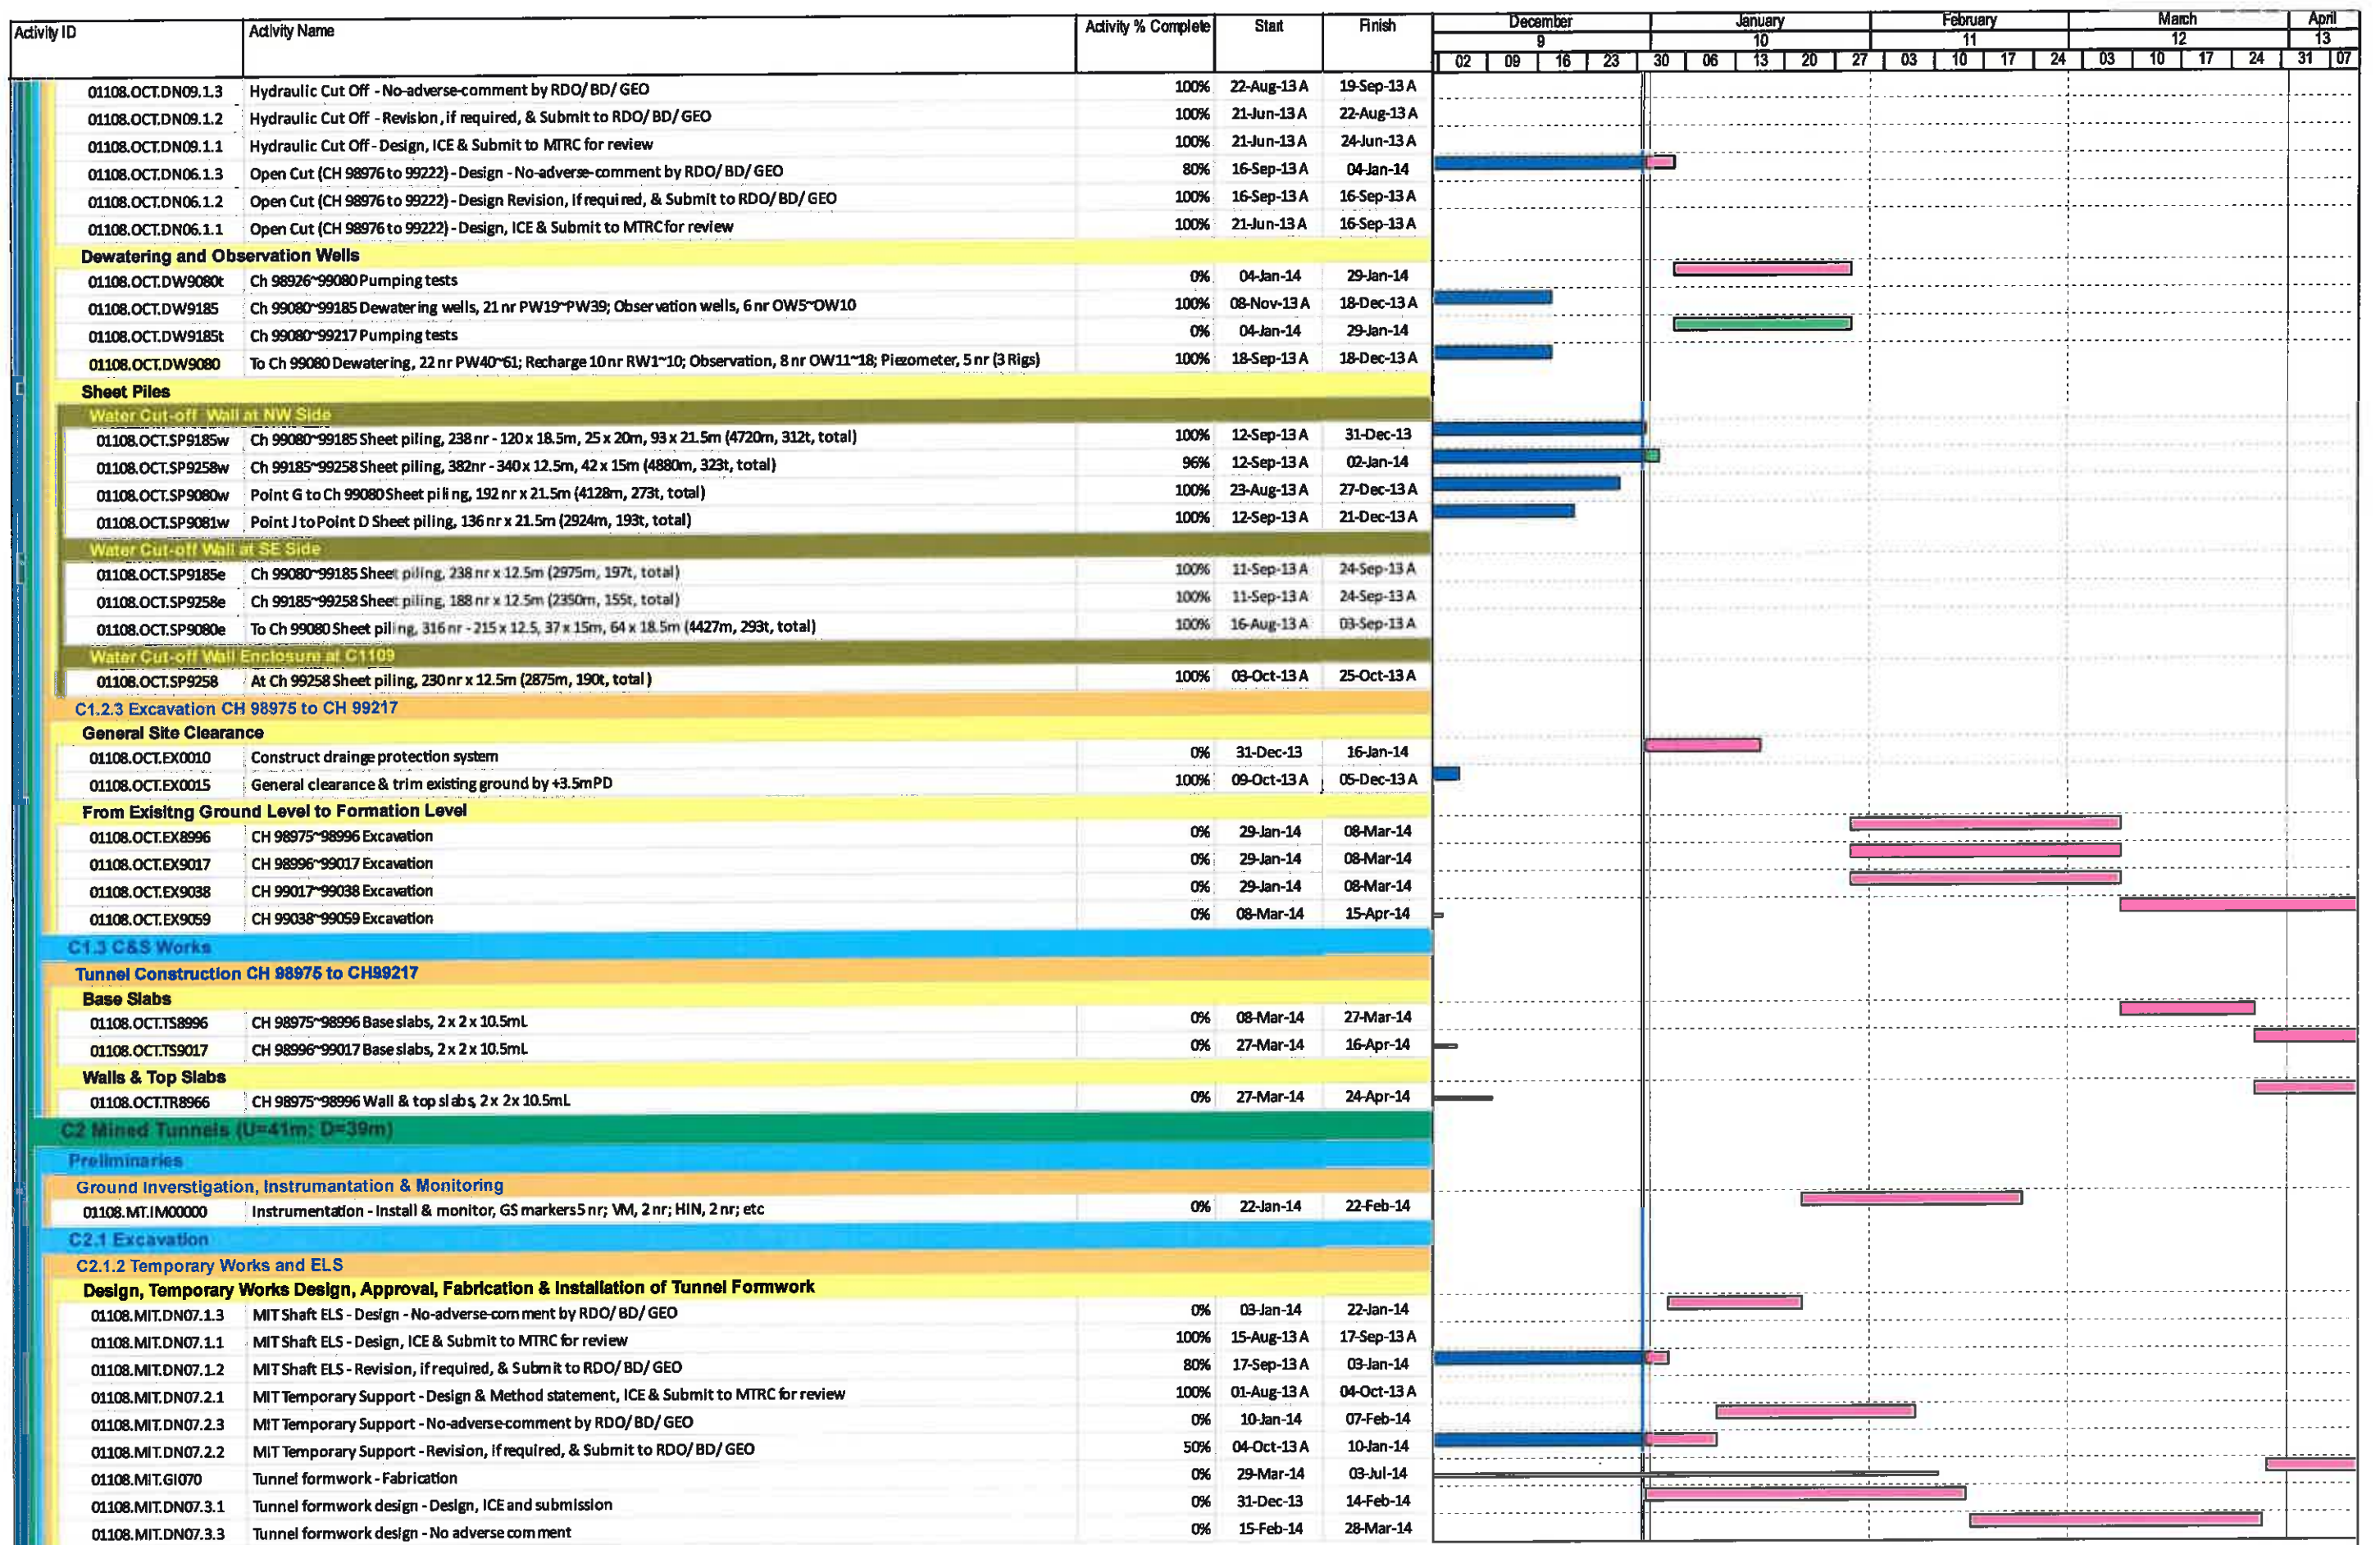 Activity ID Activity Name Activity % Complete Start Finish December January February March April
9 10 11 12 13
02 09 16 23 30 06 13 20 27 03 10 17 24 03 10 17 24 31 07
01108.OCT.DN09.1.3 Hydraulic Cut Off - No-adverse-comment by RDO/ BD/ GEO 100% 22-Aug-13 A 19-Sep-13 A
01108.OCT.DN09.1.2 Hydraulic Cut Off - Revision, if required, & Submit to RDO/ BD/ GEO 100% 21-Jun-13 A 22-Aug-13 A
01108.OCT.DN09.1.1 Hydraulic Cut Off - Design, ICE & Submit to MTRC for review 100% 21-Jun-13 A 24-Jun-13 A
01108.OCT.DN06.1.3 Open Cut (CH 98976 to 99222) - Design - No-adverse-comment by RDO/ BD/ GEO 80% 16-Sep-13 A 04-Jan-14
01108.OCT.DN06.1.2 Open Cut (CH 98976 to 99222) - Design Revision, If required, & Submit to RDO/ BD/ GEO 100% 16-Sep-13 A 16-Sep-13 A
01108.OCT.DN06.1.1 Open Cut (CH 98976 to 99222) - Design, ICE & Submit to MTRC for review 100% 21-Jun-13 A 16-Sep-13 A
Dewatering and Observation Wells
01108.OCT.DW9080t Ch 98926~99080 Pumping tests 0% 04-Jan-14 29-Jan-14
01108.OCT.DW9185 Ch 99080~99185 Dewatering wells, 21 nr PW19~PW39; Observation wells, 6 nr OW5~OW10 100% 08-Nov-13 A 18-Dec-13 A
01108.OCT.DW9185t Ch 99080~99217 Pumping tests 0% 04-Jan-14 29-Jan-14
01108.OCT.DW9080 To Ch 99080 Dewatering, 22 nr PW40~61; Recharge 10 nr RW1~10; Observation, 8 nr OW11~18; Piezometer, 5 nr (3 Rigs) 100% 18-Sep-13 A 18-Dec-13 A
Sheet Piles
Water Cut-off Wall at NW Side
01108.OCT.SP9185w Ch 99080~99185 Sheet piling, 238 nr - 120 x 18.5m, 25 x 20m, 93 x 21.5m (4720m, 312t, total) 100% 12-Sep-13 A 31-Dec-13
01108.OCT.SP9258w Ch 99185~99258 Sheet piling, 382nr - 340 x 12.5m, 42 x 15m (4880m, 323t, total) 96% 12-Sep-13 A 02-Jan-14
01108.OCT.SP9080w Point G to Ch 99080 Sheet piling, 192 nr x 21.5m (4128m, 273t, total) 100% 23-Aug-13 A 27-Dec-13 A
01108.OCT.SP9081w Point J to Point D Sheet piling, 136 nr x 21.5m (2924m, 193t, total) 100% 12-Sep-13 A 21-Dec-13 A
Water Cut-off Wall at SE Side
01108.OCT.SP9185e Ch 99080~99185 Sheet piling, 238 nr x 12.5m (2975m, 197t, total) 100% 11-Sep-13 A 24-Sep-13 A
01108.OCT.SP9258e Ch 99185~99258 Sheet piling, 188 nr x 12.5m (2350m, 155t, total) 100% 11-Sep-13 A 24-Sep-13 A
01108.OCT.SP9080e To Ch 99080 Sheet piling, 316 nr - 215 x 12.5, 37 x 15m, 64 x 18.5m (4427m, 293t, total) 100% 16-Aug-13 A 03-Sep-13 A
Water Cut-off Wall Enclosure at C1109
01108.OCT.SP9258 At Ch 99258 Sheet piling, 230 nr x 12.5m (2875m, 190t, total) 100% 03-Oct-13 A 25-Oct-13 A
C1.2.3 Excavation CH 98975 to CH 99217
General Site Clearance
01108.OCT.EX0010 Construct drainge protection system 0% 31-Dec-13 16-Jan-14
01108.OCT.EX0015 General clearance & trim existing ground by +3.5mPD 100% 09-Oct-13 A 05-Dec-13 A
From Exisitng Ground Level to Formation Level
01108.OCT.EX8996 CH 98975~98996 Excavation 0% 29-Jan-14 08-Mar-14
01108.OCT.EX9017 CH 98996~99017 Excavation 0% 29-Jan-14 08-Mar-14
01108.OCT.EX9038 CH 99017~99038 Excavation 0% 29-Jan-14 08-Mar-14
01108.OCT.EX9059 CH 99038~99059 Excavation 0% 08-Mar-14 15-Apr-14
C1.3 C&S Works
Tunnel Construction CH 98975 to CH99217
Base Slabs
01108.OCT.TS8996 CH 98975~98996 Base slabs, 2 x 2 x 10.5mL 0% 08-Mar-14 27-Mar-14
01108.OCT.TS9017 CH 98996~99017 Base slabs, 2 x 2 x 10.5mL 0% 27-Mar-14 16-Apr-14
Walls & Top Slabs
01108.OCT.TR8966 CH 98975~98996 Wall & top slabs, 2 x 2 x 10.5mL 0% 27-Mar-14 24-Apr-14
C2 Mined Tunnels (U=41m; D=39m)
Preliminaries
Ground Inverstigation, Instrumantation & Monitoring
01108.MT.IM00000 Instrumentation - Install & monitor, GS markers 5 nr; VM, 2 nr; HIN, 2 nr; etc 0% 22-Jan-14 22-Feb-14
C2.1 Excavation
C2.1.2 Temporary Works and ELS
Design, Temporary Works Design, Approval, Fabrication & Installation of Tunnel Formwork
01108.MIT.DN07.1.3 MIT Shaft ELS - Design - No-adverse-comment by RDO/ BD/ GEO 0% 03-Jan-14 22-Jan-14
01108.MIT.DN07.1.1 MIT Shaft ELS - Design, ICE & Submit to MTRC for review 100% 15-Aug-13 A 17-Sep-13 A
01108.MIT.DN07.1.2 MIT Shaft ELS - Revision, if required, & Submit to RDO/ BD/ GEO 80% 17-Sep-13 A 03-Jan-14
01108.MIT.DN07.2.1 MIT Temporary Support - Design & Method statement, ICE & Submit to MTRC for review 100% 01-Aug-13 A 04-Oct-13 A
01108.MIT.DN07.2.3 MIT Temporary Support - No-adverse-comment by RDO/ BD/ GEO 0% 10-Jan-14 07-Feb-14
01108.MIT.DN07.2.2 MIT Temporary Support - Revision, if required, & Submit to RDO/ BD/ GEO 50% 04-Oct-13 A 10-Jan-14
01108.MIT.GI070 Tunnel formwork - Fabrication 0% 29-Mar-14 03-Jul-14
01108.MIT.DN07.3.1 Tunnel formwork design - Design, ICE and submission 0% 31-Dec-13 14-Feb-14
01108.MIT.DN07.3.3 Tunnel formwork design - No adverse comment 0% 15-Feb-14 28-Mar-14